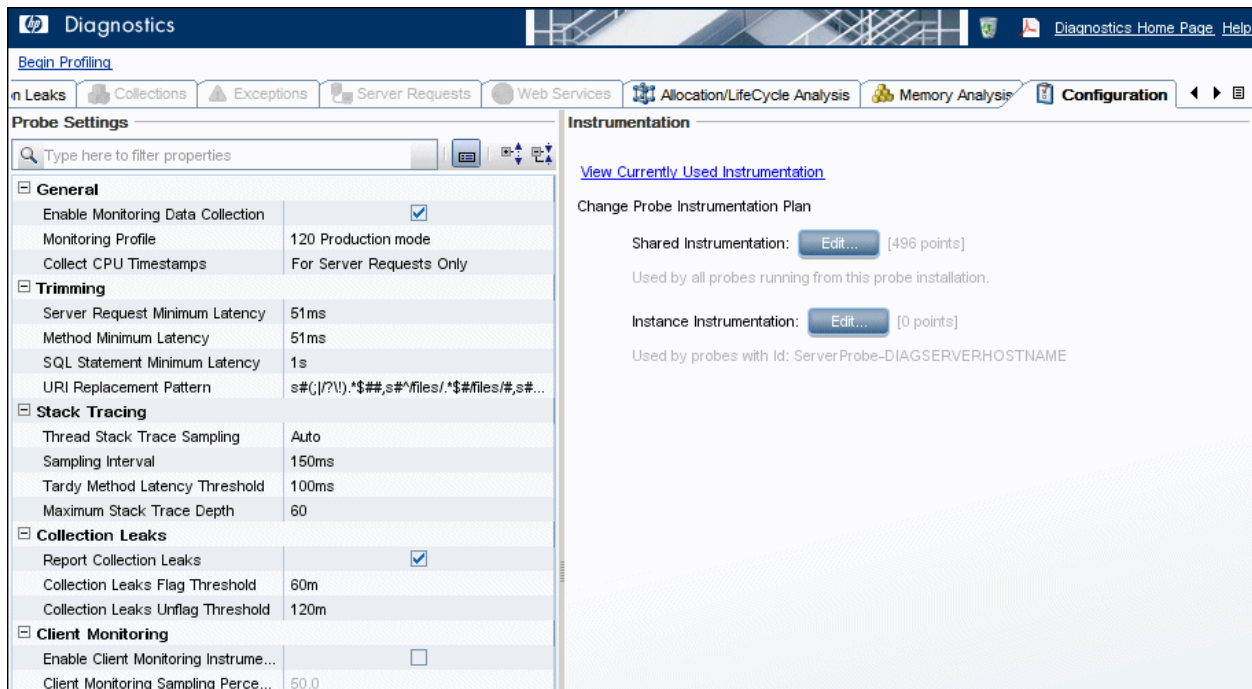 hp Diagnostics
Diagnostics Home Page Help
Begin Profiling
n Leaks Collections Exceptions Server Requests Web Services Allocation/LifeCycle Analysis Memory Analysis Configuration
Probe Settings
Type here to filter properties
General
Enable Monitoring Data Collection
Monitoring Profile 120 Production mode
Collect CPU Timestamps For Server Requests Only
Trimming
Server Request Minimum Latency 51ms
Method Minimum Latency 51ms
SQL Statement Minimum Latency 1s
URI Replacement Pattern s#(;|/?\!).*$##,s#^/files/.*$#/files/#,s#...
Stack Tracing
Thread Stack Trace Sampling Auto
Sampling Interval 150ms
Tardy Method Latency Threshold 100ms
Maximum Stack Trace Depth 60
Collection Leaks
Report Collection Leaks
Collection Leaks Flag Threshold 60m
Collection Leaks Unflag Threshold 120m
Client Monitoring
Enable Client Monitoring Instrume...
Client Monitoring Sampling Perce... 50.0
Instrumentation
View Currently Used Instrumentation
Change Probe Instrumentation Plan
Shared Instrumentation: Edit... [496 points]
Used by all probes running from this probe installation.
Instance Instrumentation: Edit... [0 points]
Used by probes with Id: ServerProbe-DIAGSERVERHOSTNAME